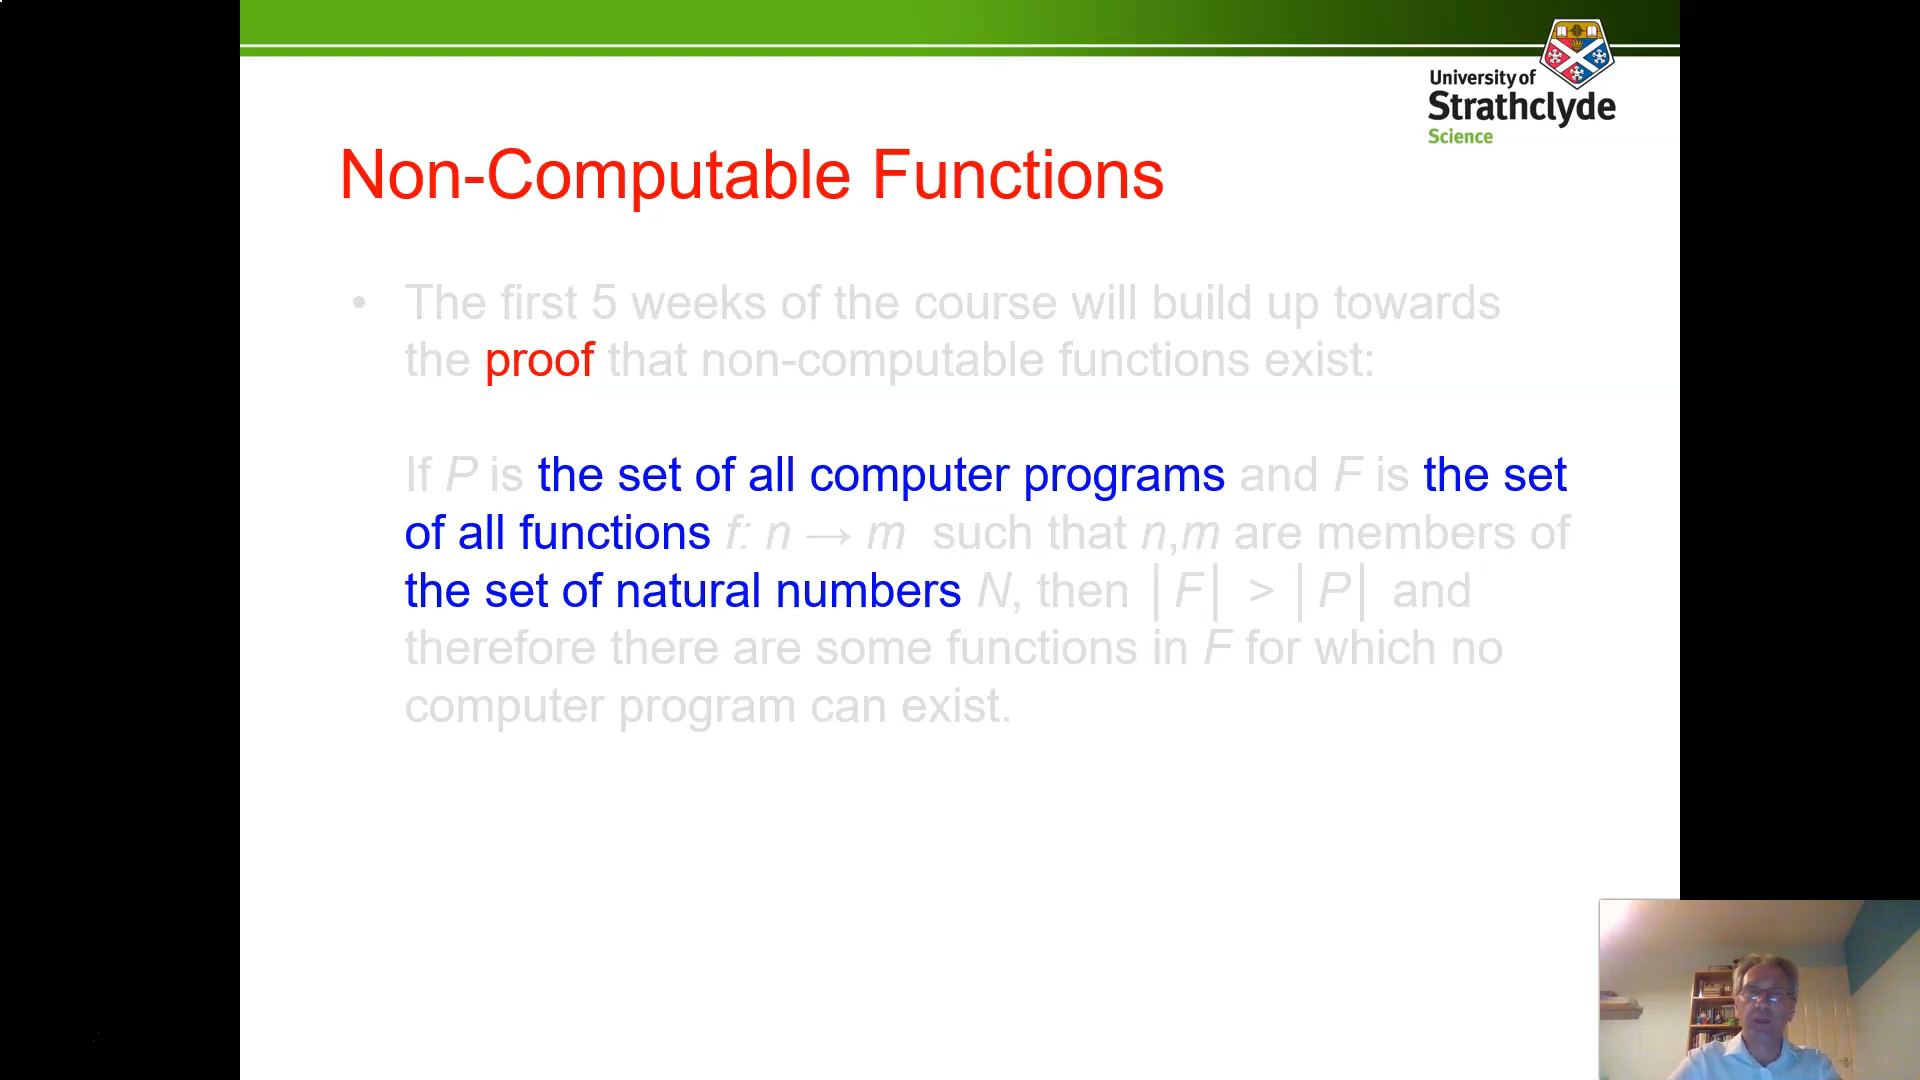 University of
Strathclyde
Science
Non-Computable Functions
• The first 5 weeks of the course will build up towards
the proof that non-computable functions exist:
If P is the set of all computer programs and F is the set
of all functions f: n → m such that n,m are members of
the set of natural numbers N, then |F| > |P| and
therefore there are some functions in F for which no
computer program can exist.